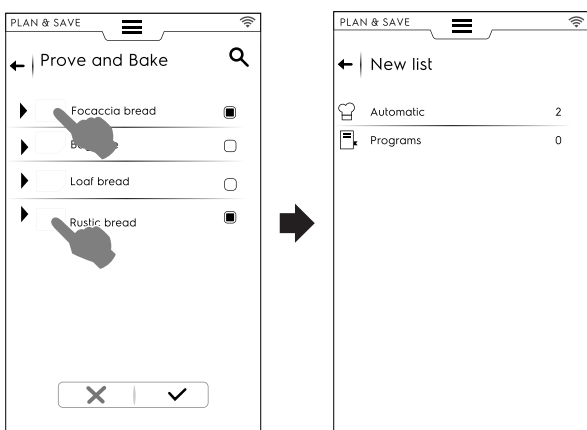 PLAN & SAVE
Prove and Bake
Focaccia bread
Loaf bread
Rustic bread
PLAN & SAVE
New list
Automatic 2
Programs 0